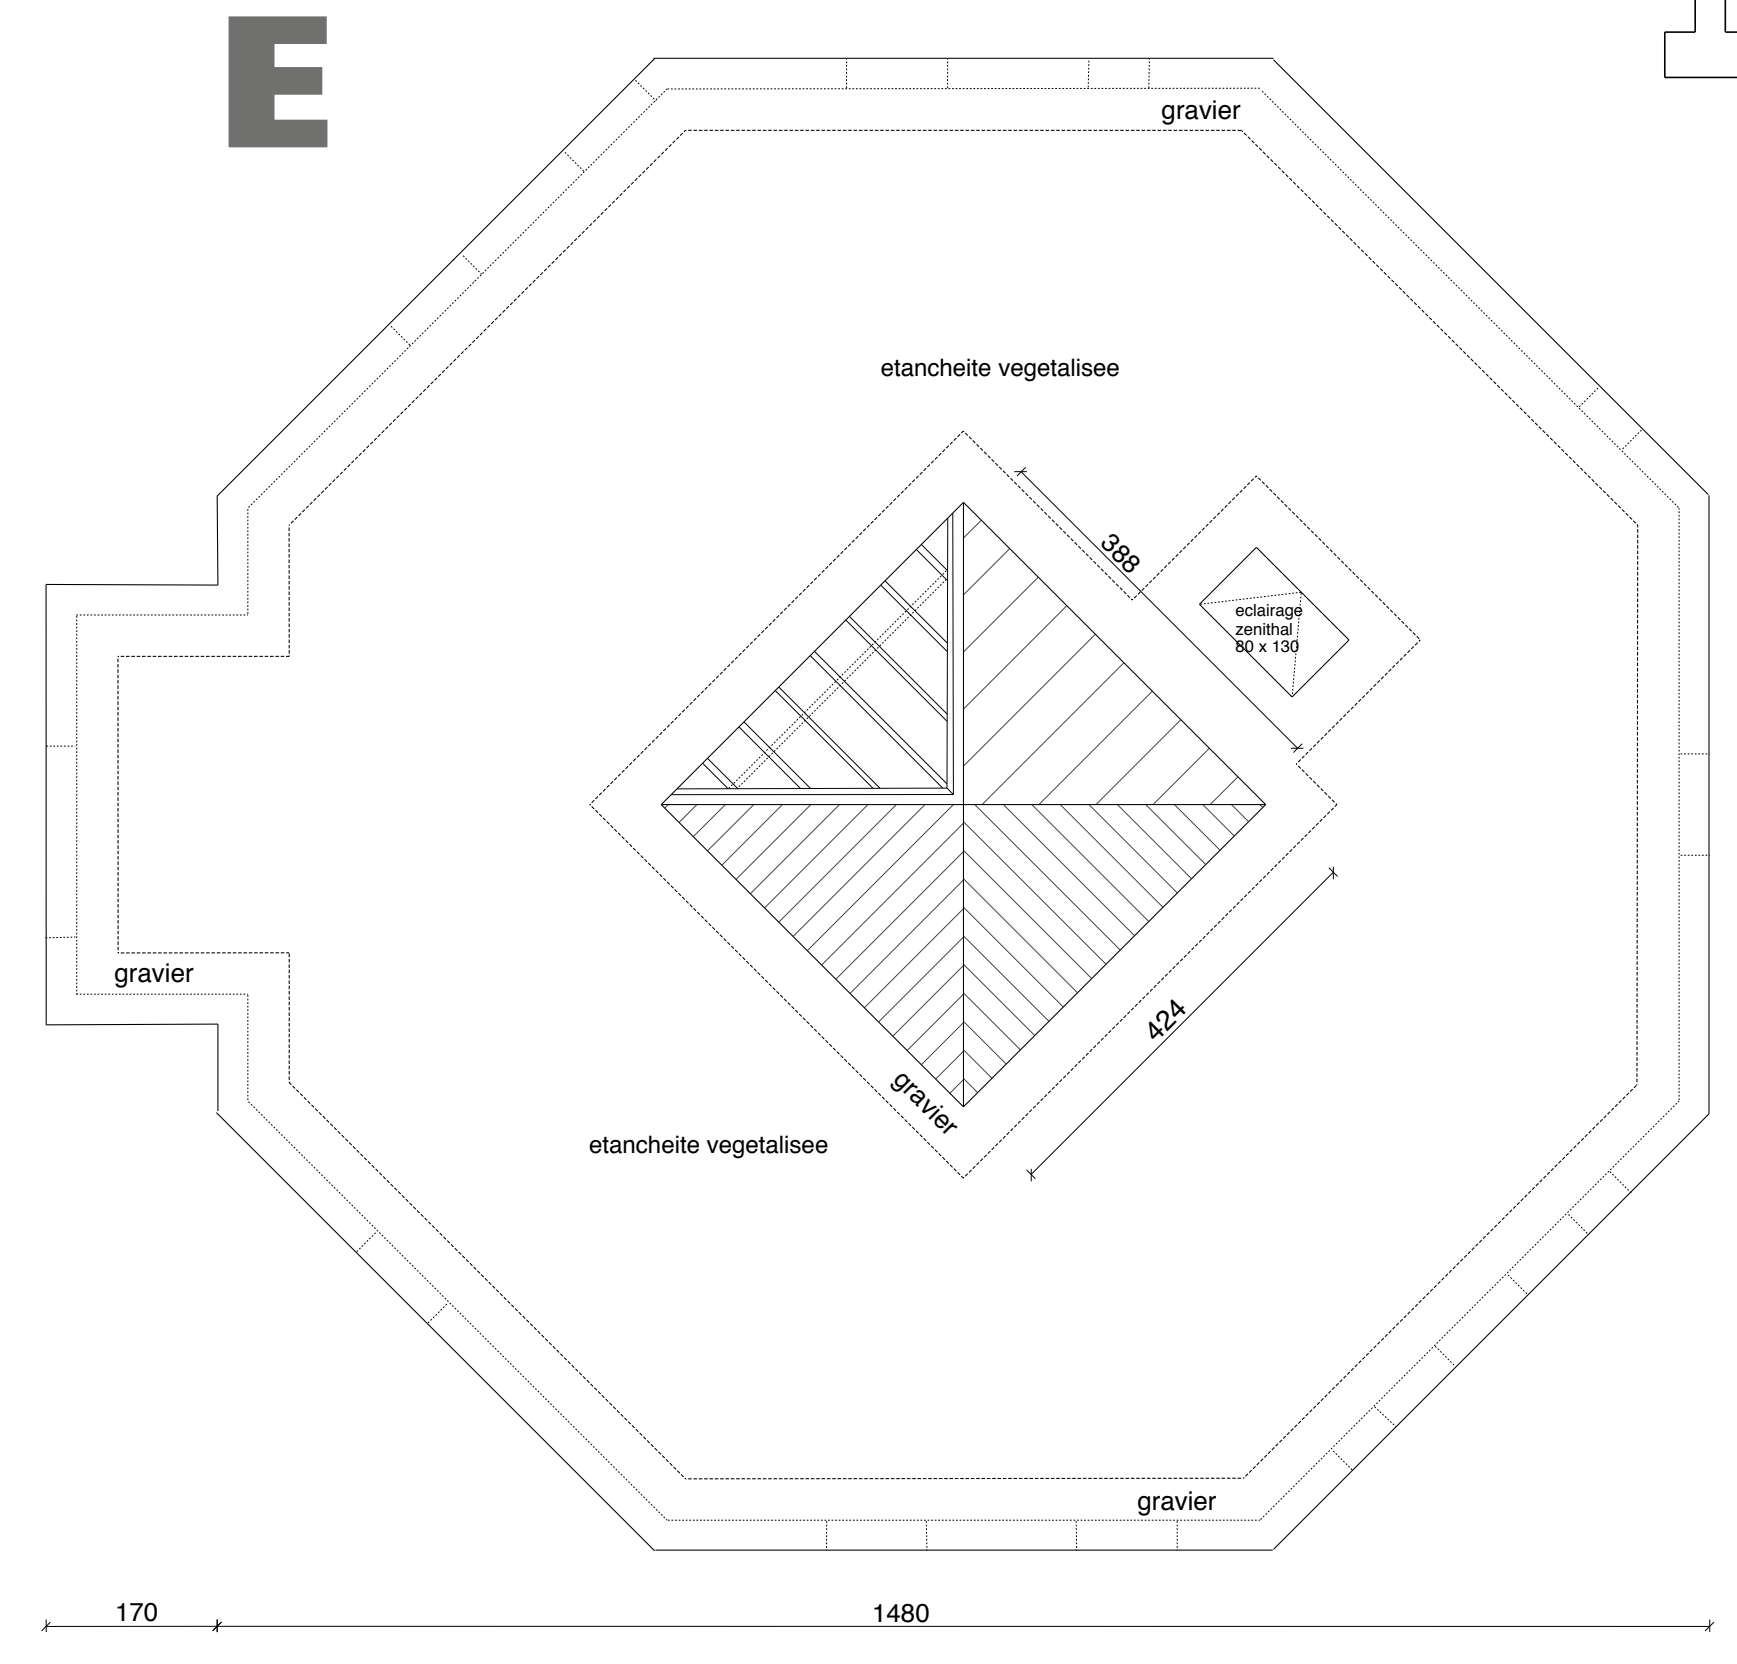 E
gravier
etancheite vegetalisee
388
eclairage
zenithal
80 x 130
gravier
424
gravier
etancheite vegetalisee
gravier
170
1480